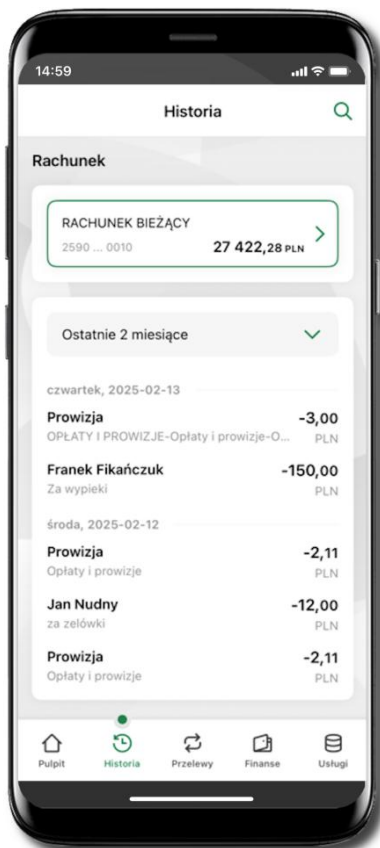 14:59
Historia
Rachunek
RACHUNEK BIEŻĄCY
2590 ... 0010 27 422,28 PLN
Ostatnie 2 miesiące
czwartek, 2025-02-13
Prowizja -3,00
OPŁATY I PROWIZJE-Opłaty i prowizje-O... PLN
Franek Fikańczuk -150,00
Za wypieki PLN
środa, 2025-02-12
Prowizja -2,11
Opłaty i prowizje PLN
Jan Nudny -12,00
za zelówki PLN
Prowizja -2,11
Opłaty i prowizje PLN
Pulpit Historia Przelewy Finanse Usługi